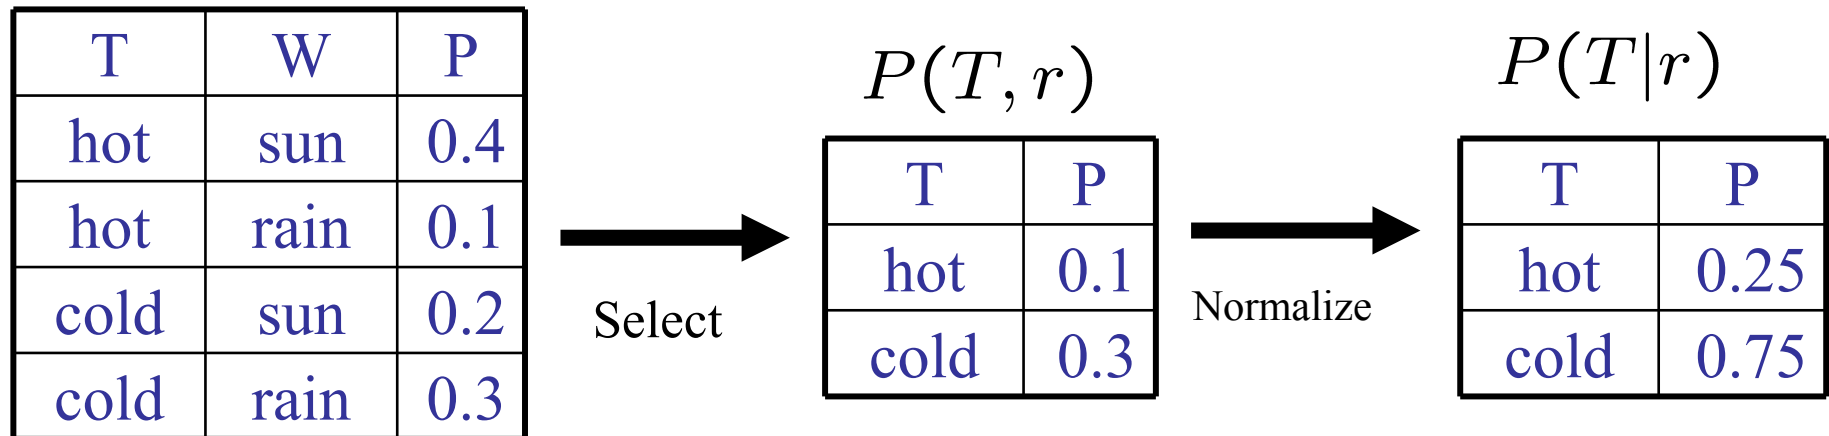 T W P
hot sun 0.4
hot rain 0.1
cold sun 0.2
cold rain 0.3
Select
P(T, r)
T P
hot 0.1
cold 0.3
Normalize
P(T|r)
T P
hot 0.25
cold 0.75